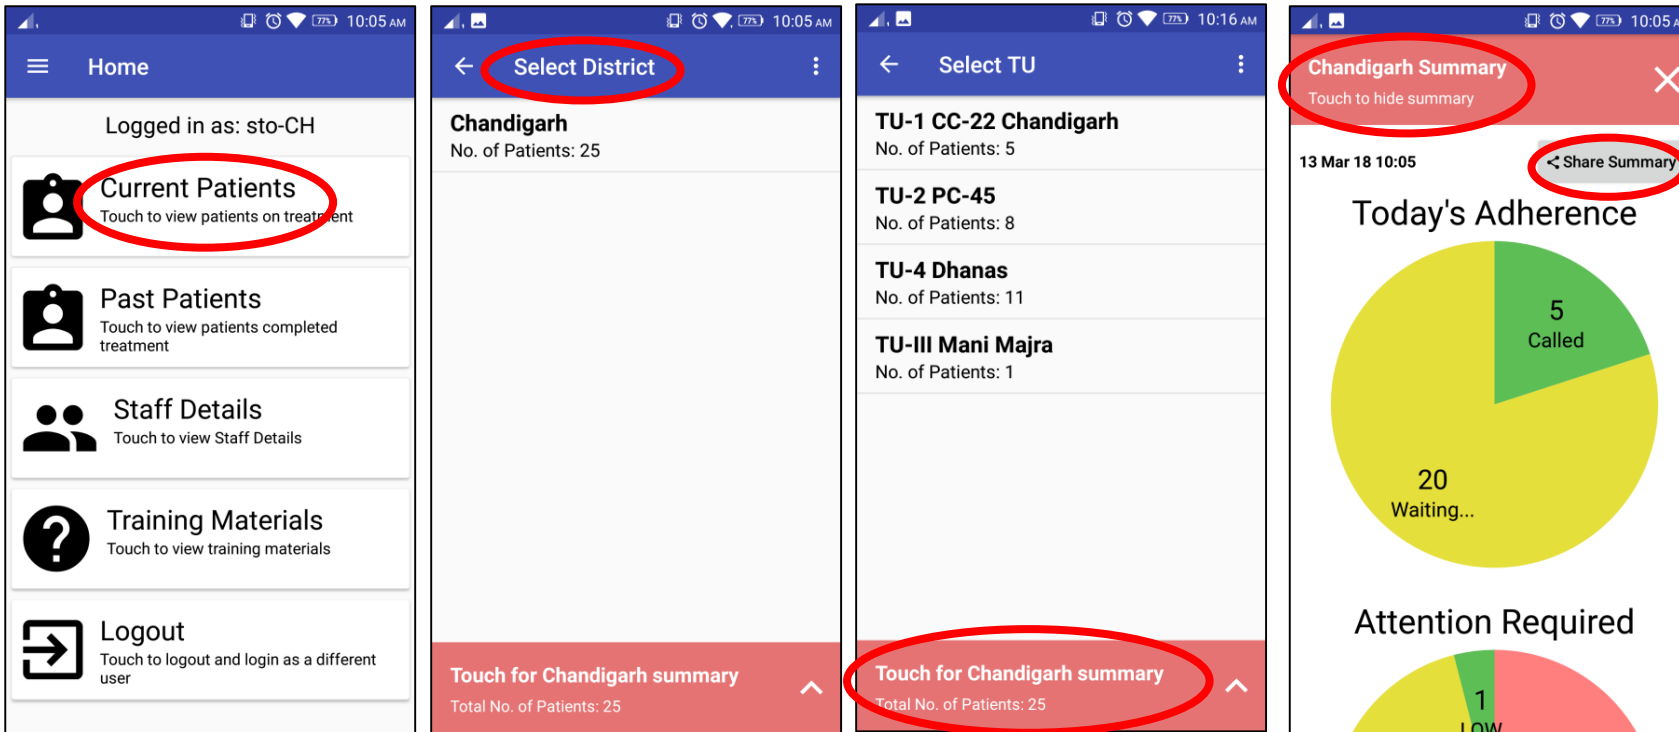 77% 10:05 AM
Home
Logged in as: sto-CH
Current Patients
Touch to view patients on treatment
Past Patients
Touch to view patients completed
treatment
Staff Details
Touch to view Staff Details
Training Materials
Touch to view training materials
Logout
Touch to logout and login as a different
user
77% 10:05 AM
Select District
Chandigarh
No. of Patients: 25
Touch for Chandigarh summary
Total No. of Patients: 25
77% 10:16 AM
Select TU
TU-1 CC-22 Chandigarh
No. of Patients: 5
TU-2 PC-45
No. of Patients: 8
TU-4 Dhanas
No. of Patients: 11
TU-III Mani Majra
No. of Patients: 1
Touch for Chandigarh summary
Total No. of Patients: 25
77% 10:05 A
Chandigarh Summary
Touch to hide summary
13 Mar 18 10:05
Share Summary
Today's Adherence
5
Called
20
Waiting...
Attention Required
1
LOW